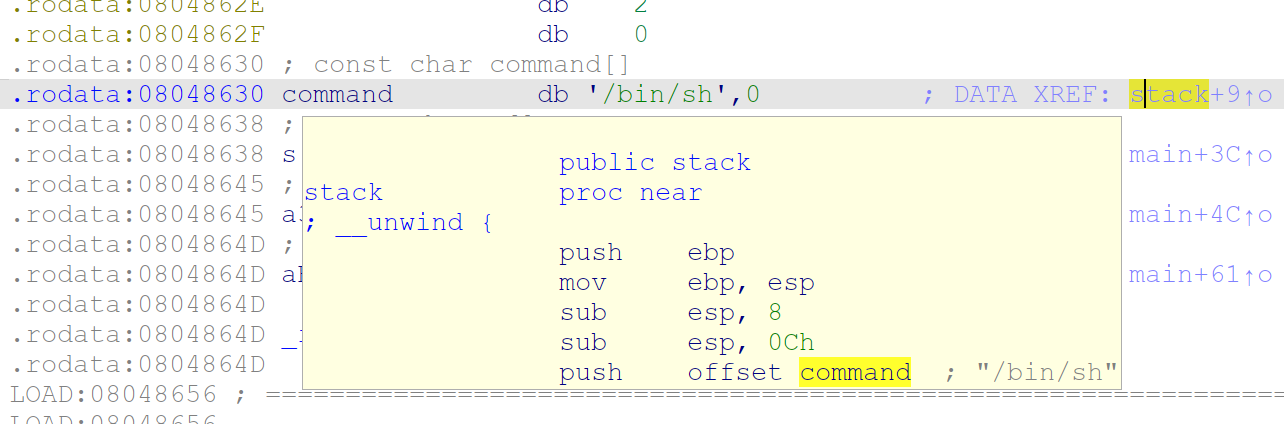 .rodata:0804862E db 2
.rodata:0804862F db 0
.rodata:08048630 ; const char command[]
.rodata:08048630 command db '/bin/sh',0 ; DATA XREF: stack+9↑o
.rodata:08048638 ;
.rodata:08048638 s main+3C↑o
.rodata:08048645 ;
.rodata:08048645 a main+4C↑o
.rodata:0804864D ;
.rodata:0804864D a main+61↑o
.rodata:0804864D
.rodata:0804864D
.rodata:0804864D
LOAD:08048656 ; ===============================================================
LOAD:08048656
public stack
stack proc near
; __unwind {
push ebp
mov ebp, esp
sub esp, 8
sub esp, 0Ch
push offset command ; "/bin/sh"